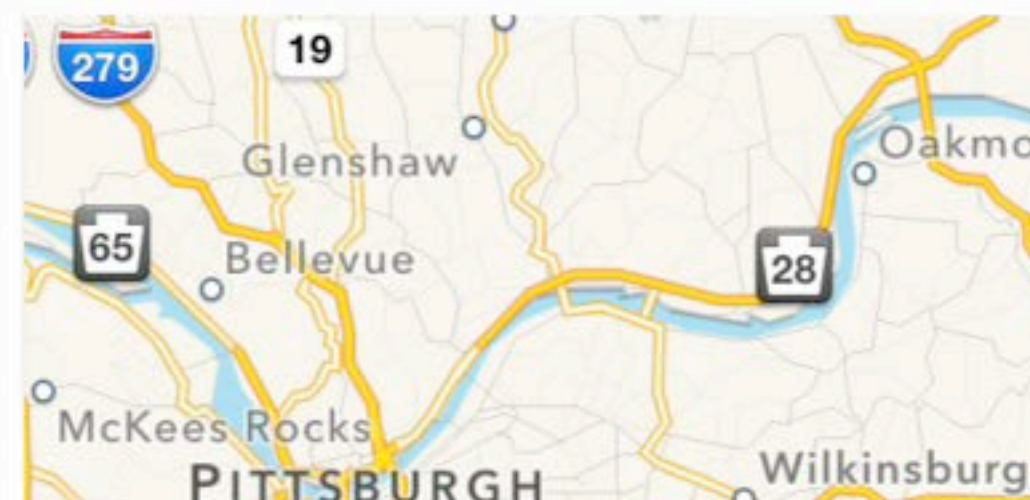 19
279
Oakmo
Glenshaw
65
Bellevue
28
McKees Rocks
Wilkinsburg
PITTSBURGH